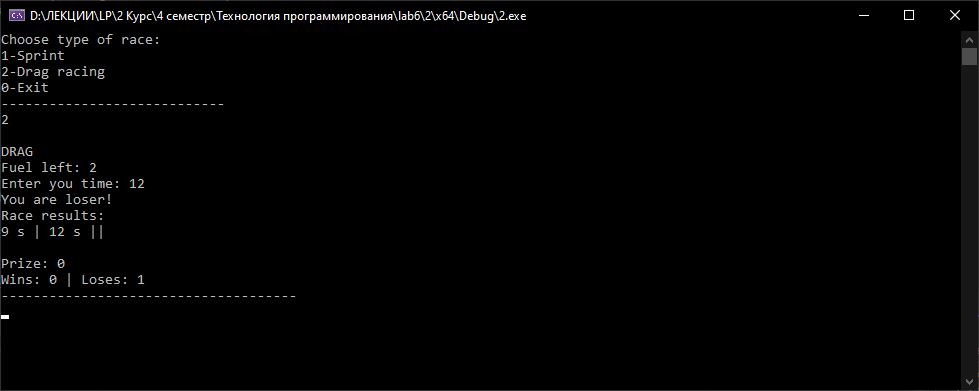 D:\ЛЕКЦИИ\LP\2 Курс\4 семестр\Технология программирования\lab6\2\x64\Debug\2.exe
Choose type of race:
1-Sprint
2-Drag racing
0-Exit
----------------------------
2
DRAG
Fuel left: 2
Enter you time: 12
You are loser!
Race results:
9 s | 12 s ||
Prize: 0
Wins: 0 | Loses: 1
-------------------------------------